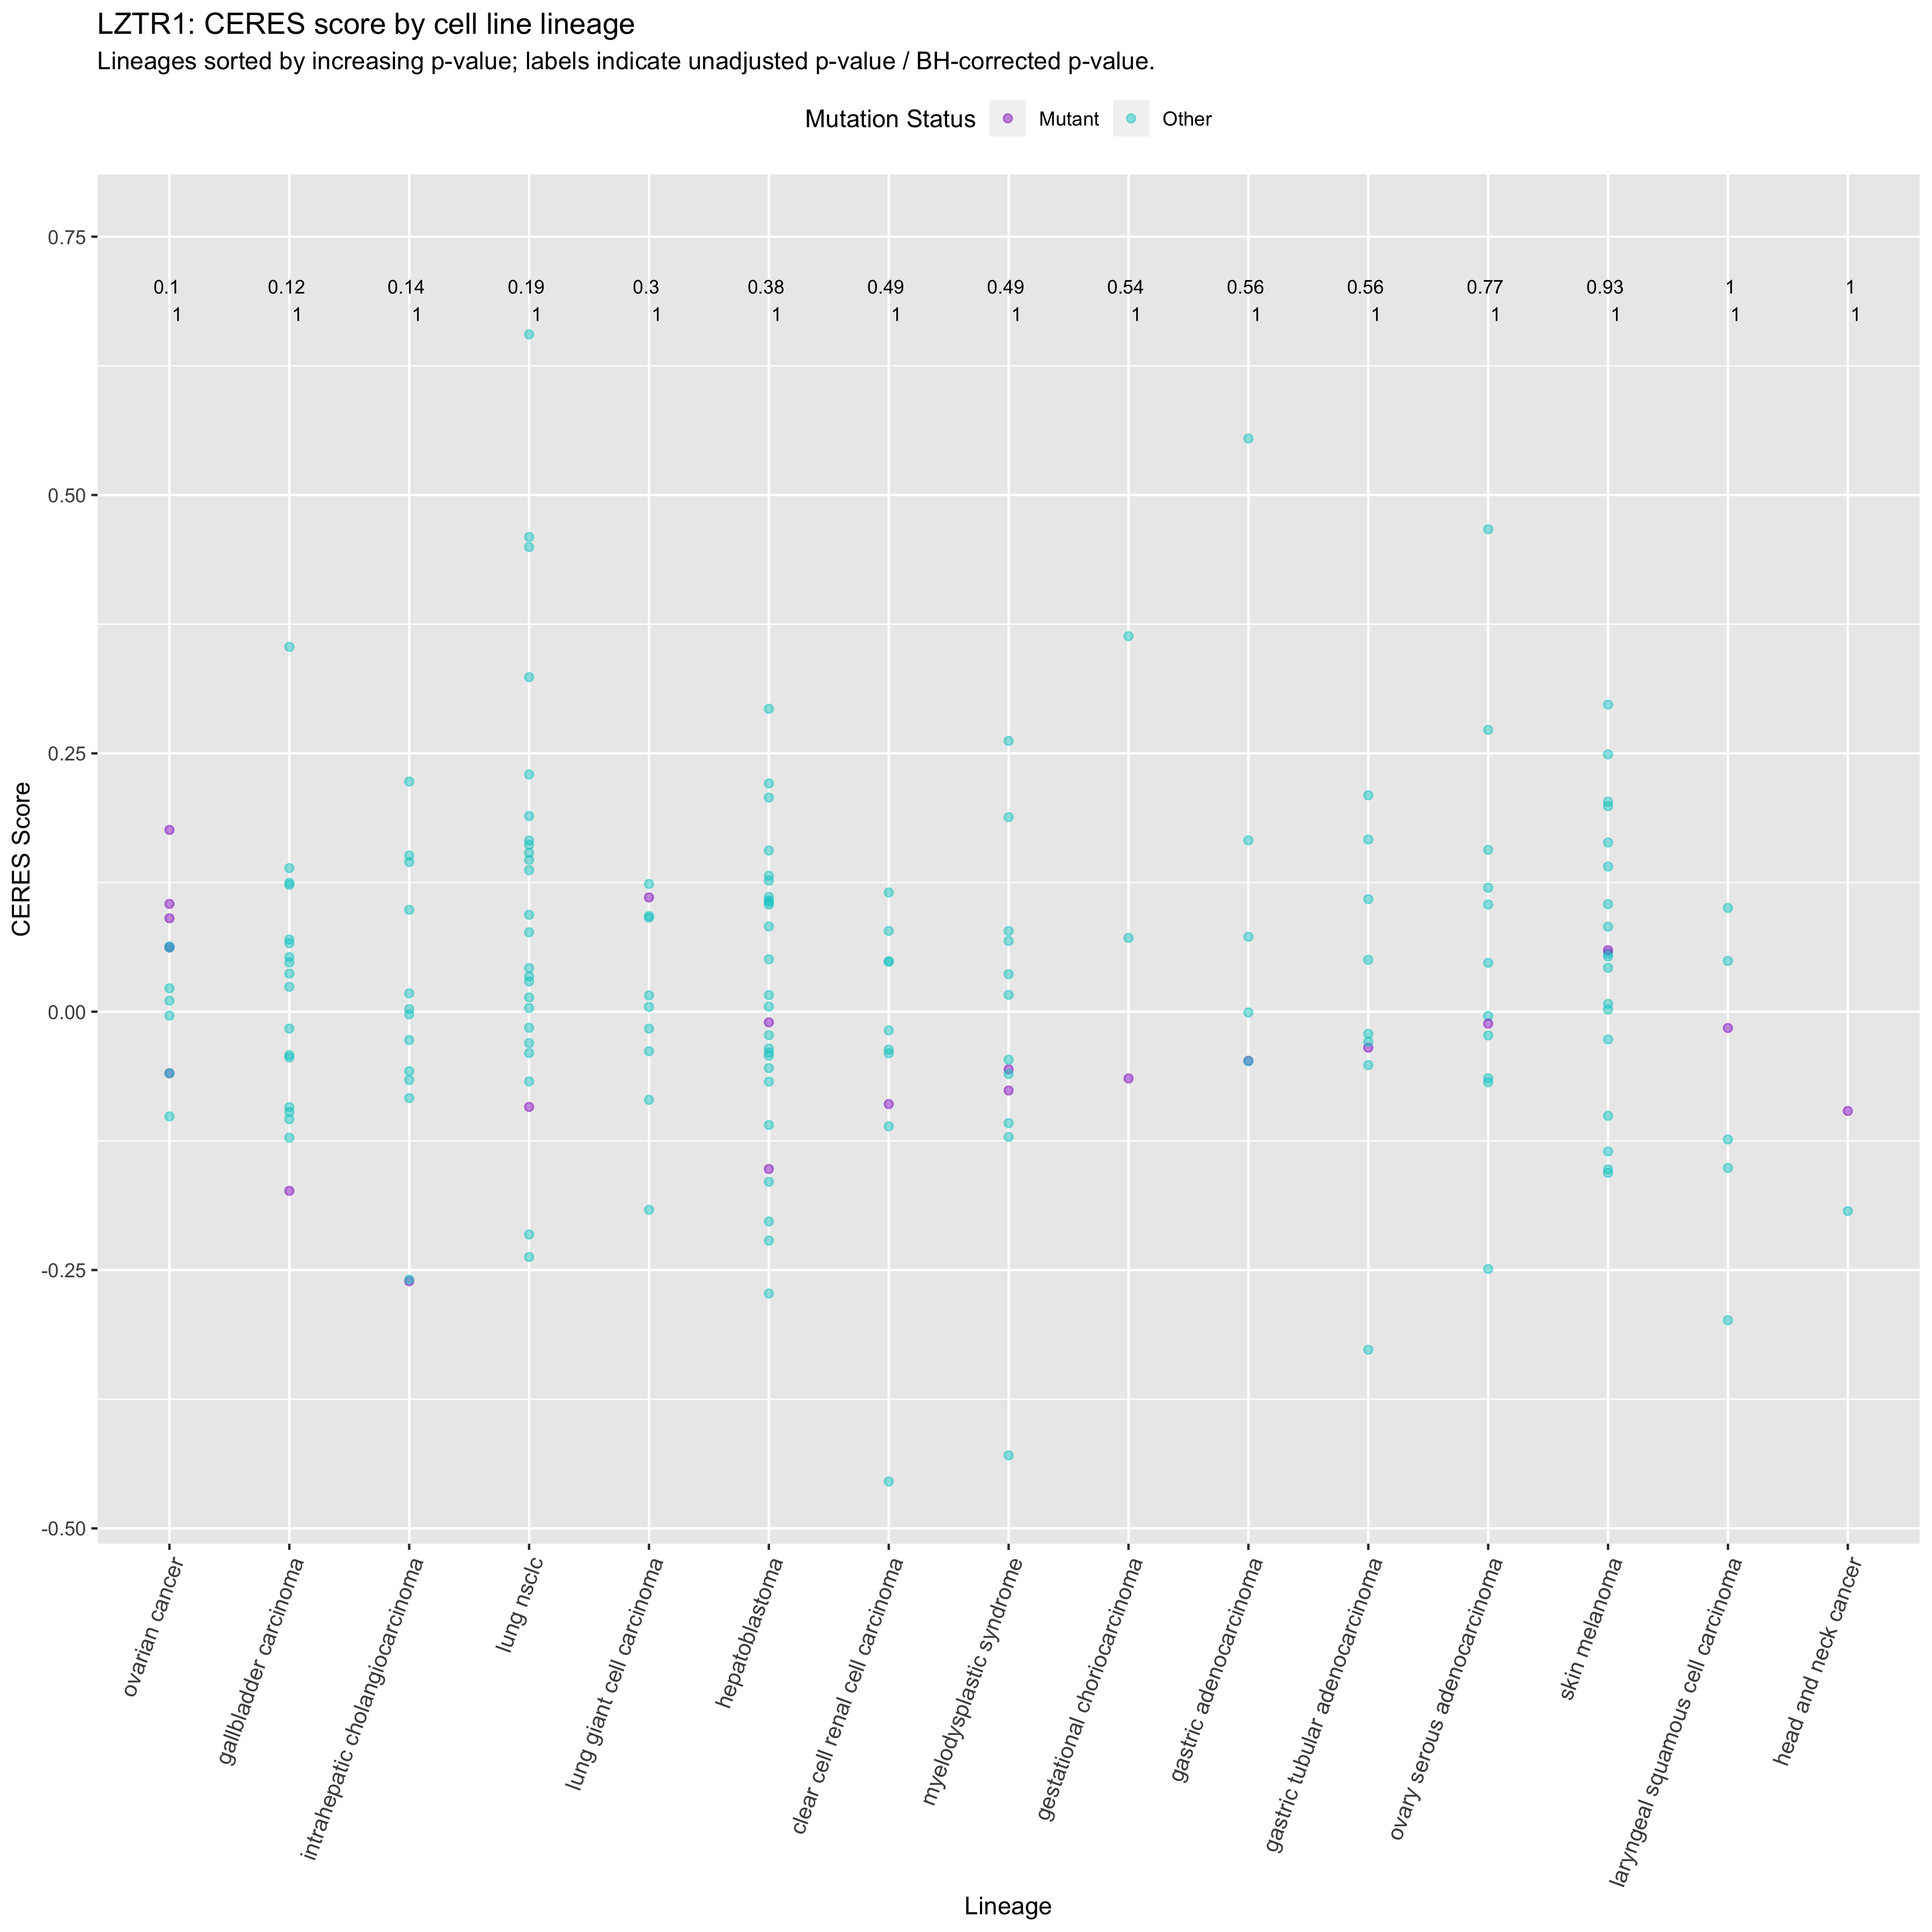 LZTR1: CERES score by cell line lineage
Lineages sorted by increasing p-value; labels indicate unadjusted p-value / BH-corrected p-value.
Mutation Status Mutant Other
0.75
0.1 0.12 0.14 0.19 0.3 0.38 0.49 0.49 0.54 0.56 0.56 0.77 0.93 1 1
1 1 1 1 1 1 1 1 1 1 1 1 1 1 1
0.50
0.25
0.00
-0.25
-0.50
CERES Score
ovarian cancer
gallbladder carcinoma
intrahepatic cholangiocarcinoma
lung nsclc
lung giant cell carcinoma
hepatoblastoma
clear cell renal cell carcinoma
myelodysplastic syndrome
gestational choriocarcinoma
gastric adenocarcinoma
gastric tubular adenocarcinoma
ovary serous adenocarcinoma
skin melanoma
laryngeal squamous cell carcinoma
head and neck cancer
Lineage